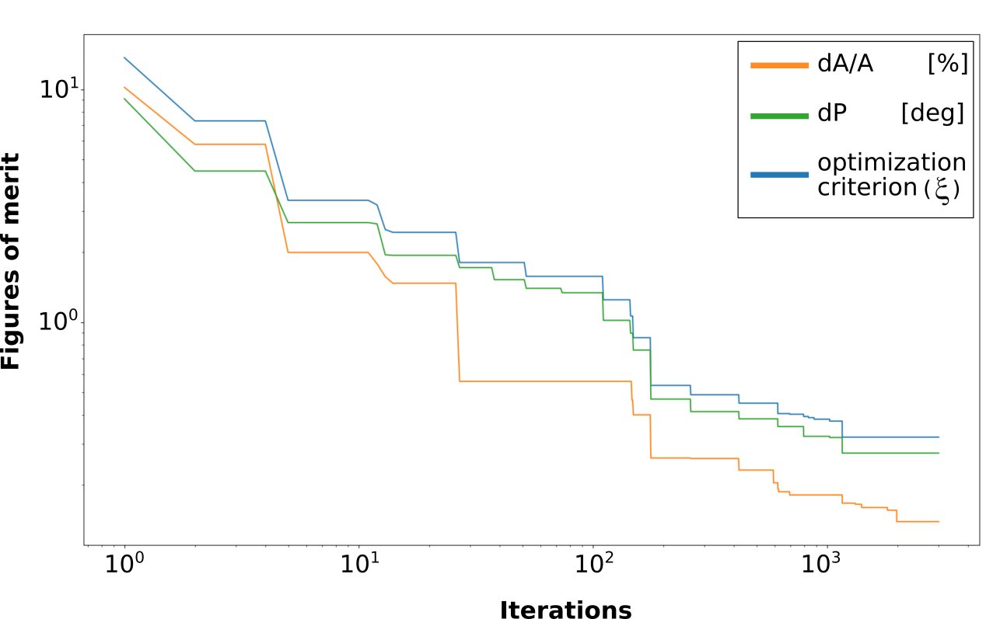 dA/A [%]
dP [deg]
optimization
criterion (ξ)
10¹
10⁰
Figures of merit
10⁰ 10¹ 10² 10³
Iterations